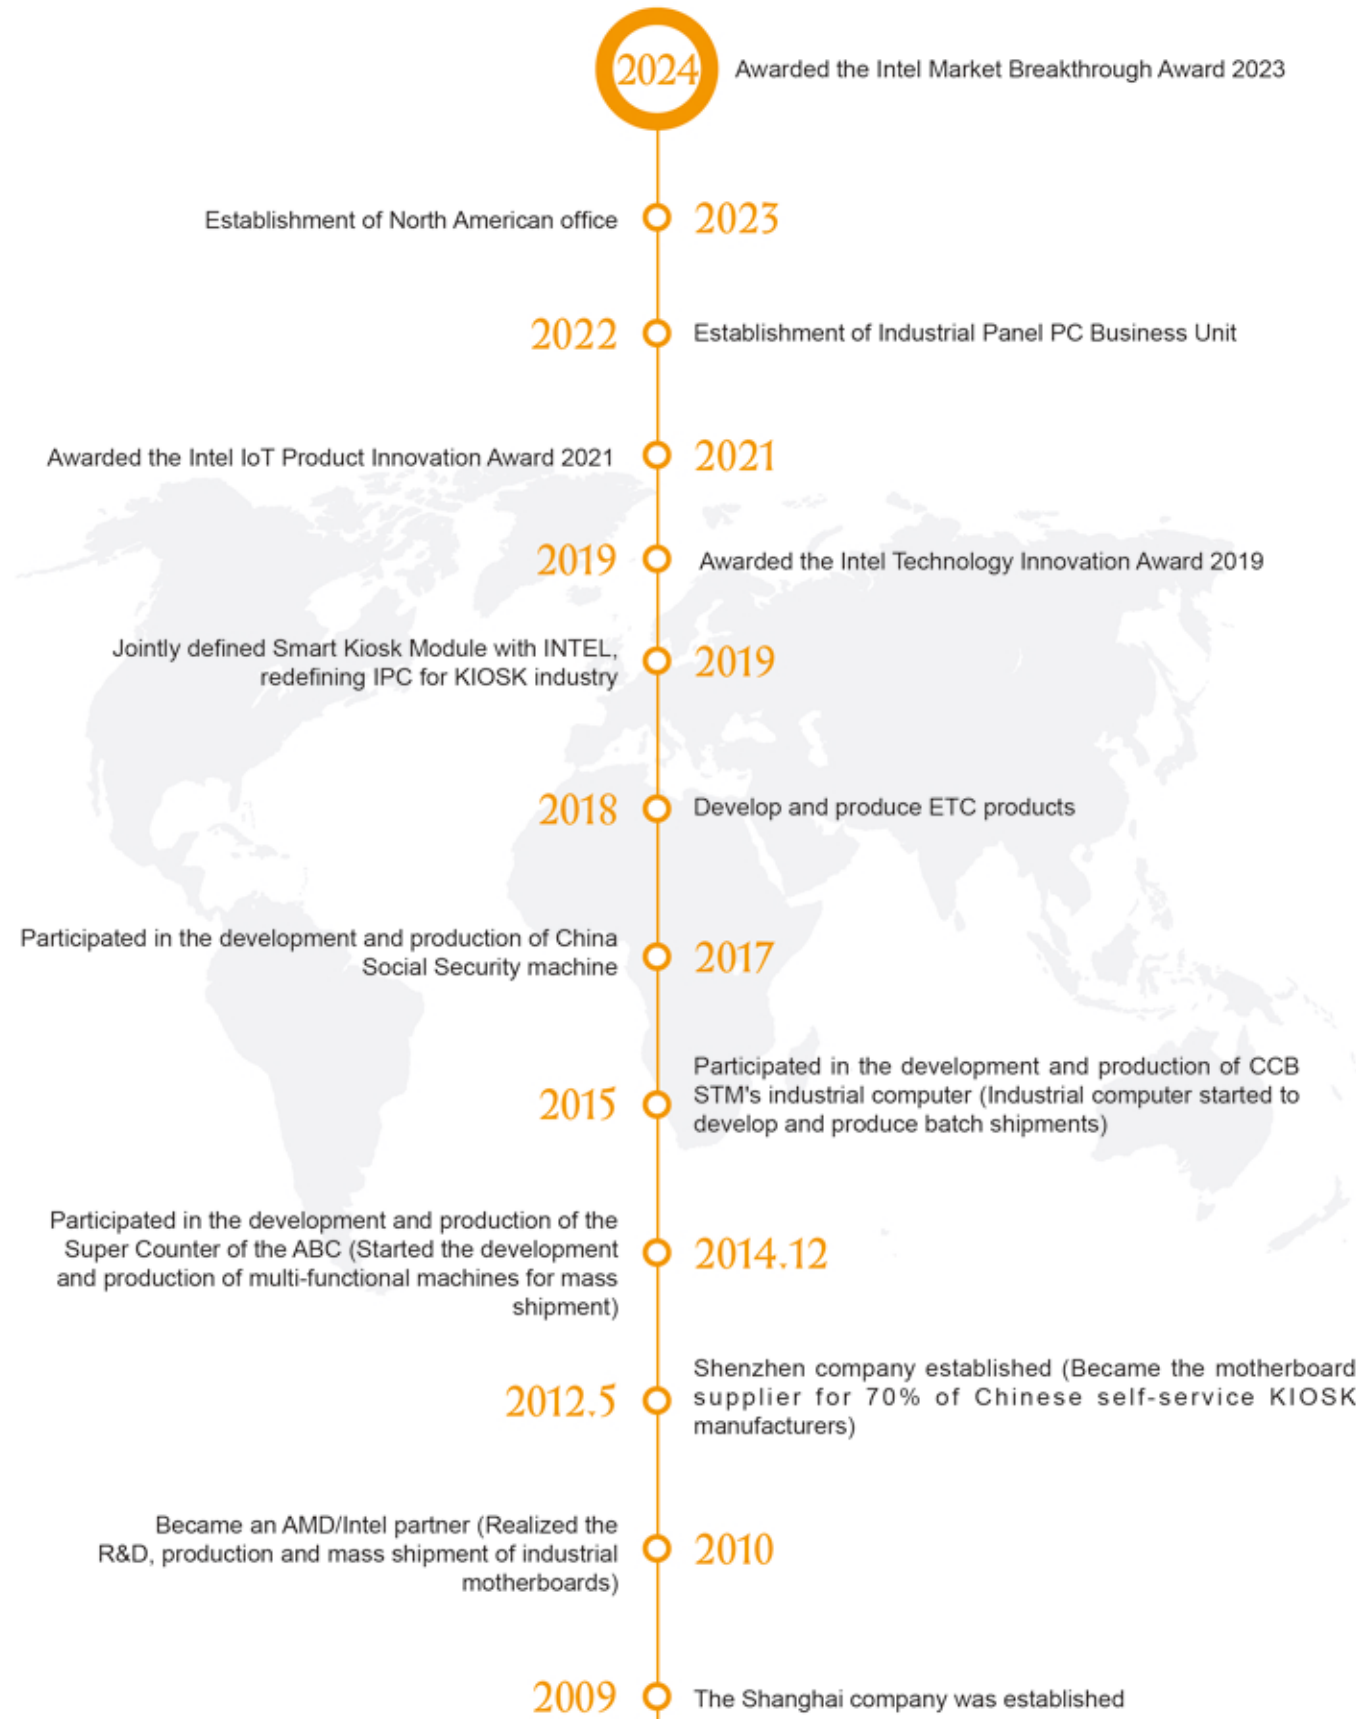 2024
Awarded the Intel Market Breakthrough Award 2023
Establishment of North American office
2023
2022
Establishment of Industrial Panel PC Business Unit
Awarded the Intel IoT Product Innovation Award 2021
2021
2019
Awarded the Intel Technology Innovation Award 2019
Jointly defined Smart Kiosk Module with INTEL,
redefining IPC for KIOSK industry
2019
2018
Develop and produce ETC products
Participated in the development and production of China
Social Security machine
2017
2015
Participated in the development and production of CCB
STM's industrial computer (Industrial computer started to
develop and produce batch shipments)
Participated in the development and production of the
Super Counter of the ABC (Started the development
and production of multi-functional machines for mass
shipment)
2014.12
2012.5
Shenzhen company established (Became the motherboard
supplier for 70% of Chinese self-service KIOSK
manufacturers)
Became an AMD/Intel partner (Realized the
R&D, production and mass shipment of industrial
motherboards)
2010
2009
The Shanghai company was established